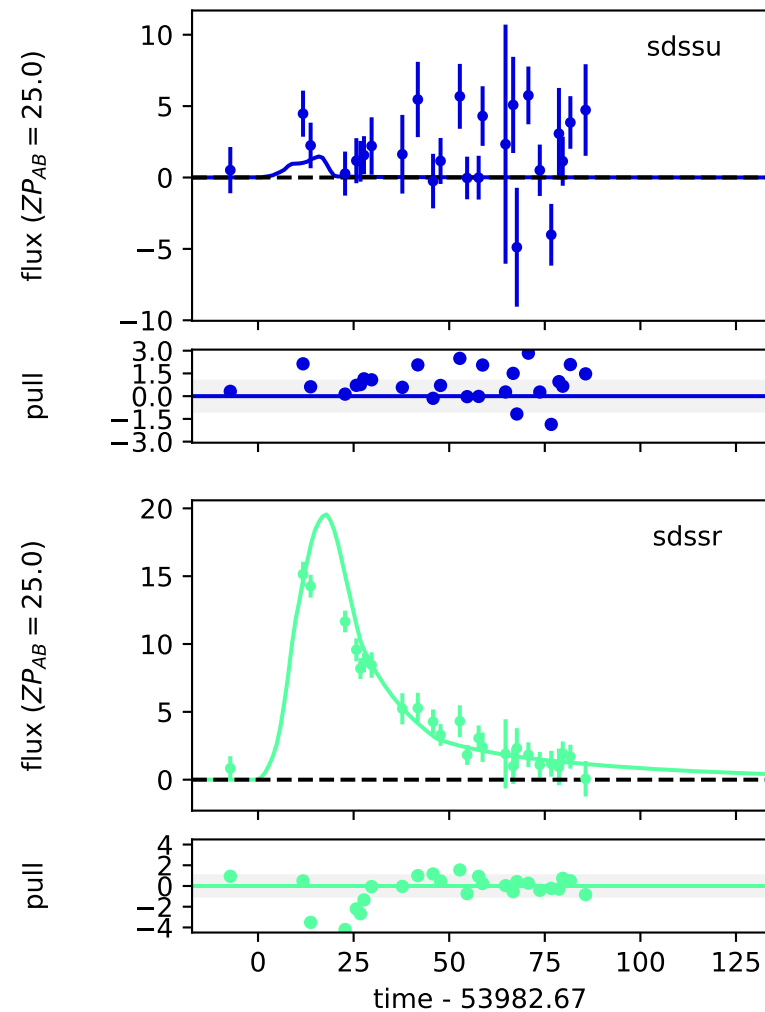 sdssu
flux (ZP_AB = 25.0)
10
5
0
−5
−10
pull
3.0
1.5
0.0
−1.5
−3.0
sdssr
flux (ZP_AB = 25.0)
20
15
10
5
0
pull
4
2
0
−2
−4
0 25 50 75 100 125
time - 53982.67